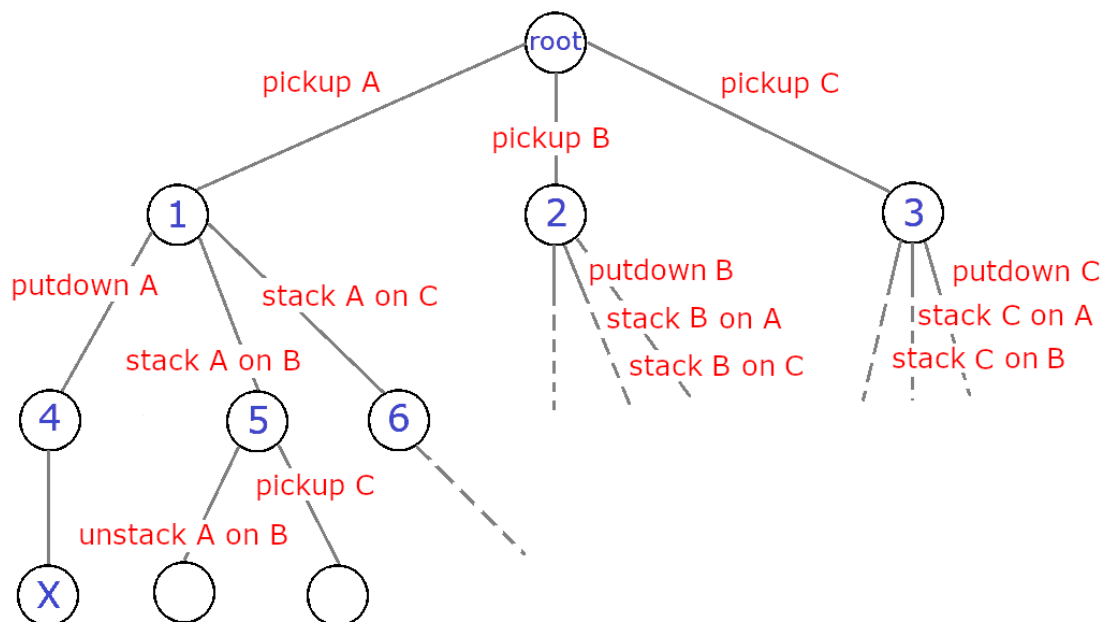 root
pickup A
pickup C
pickup B
1
2
3
putdown A
stack A on C
putdown B
putdown C
stack B on A
stack C on A
stack A on B
stack B on C
stack C on B
4
5
6
pickup C
unstack A on B
X